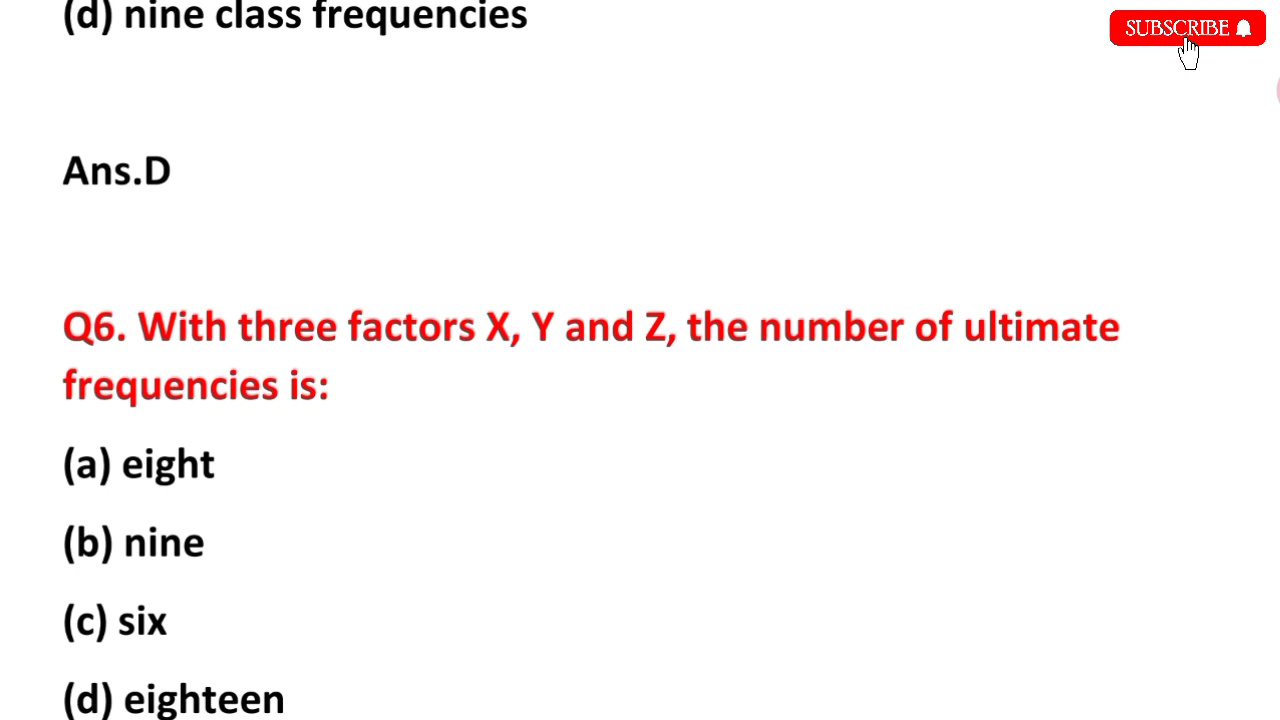 (d) nine class frequencies
SUBSCRIBE
Ans.D
Q6. With three factors X, Y and Z, the number of ultimate
frequencies is:
(a) eight
(b) nine
(c) six
(d) eighteen